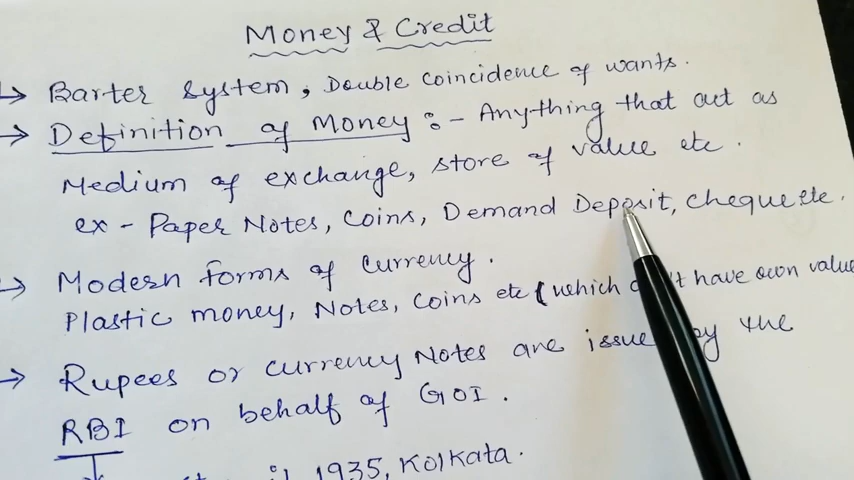 Money & Credit
→ Barter system, Double coincidence of wants.
→ Definition of Money :- Anything that act as
Medium of exchange, store of value etc.
ex - Paper Notes, Coins, Demand Deposit, cheque etc.
→ Modern forms of currency.
Plastic money, Notes, Coins etc (which have own value
→ Rupees or currency Notes are by the
RBI on behalf of GOI.
1935, Kolkata.